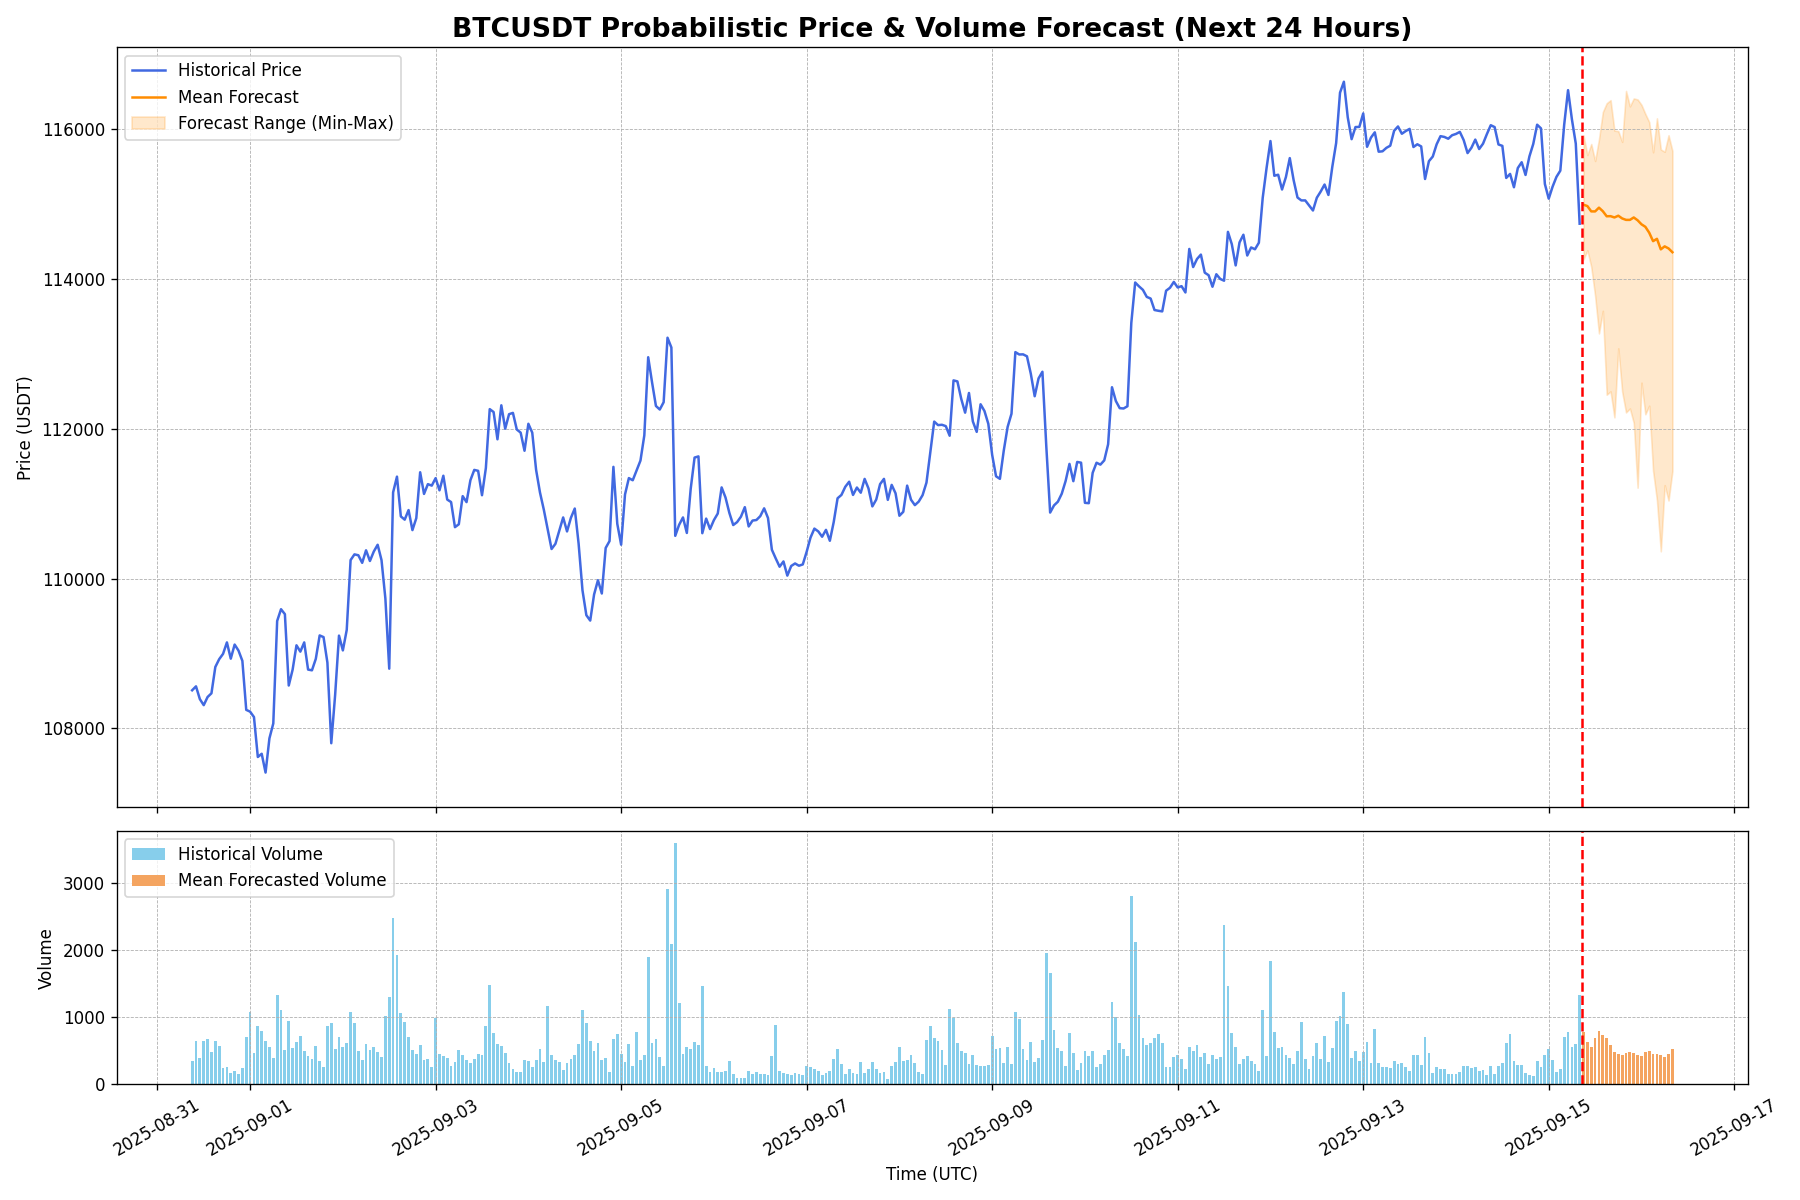 BTCUSDT Probabilistic Price & Volume Forecast (Next 24 Hours)
Historical Price
Mean Forecast
Forecast Range (Min-Max)
116000
114000
112000
110000
108000
Price (USDT)
Historical Volume
Mean Forecasted Volume
3000
2000
1000
0
Volume
2025-08-31
2025-09-01
2025-09-03
2025-09-05
2025-09-07
2025-09-09
2025-09-11
2025-09-13
2025-09-15
2025-09-17
Time (UTC)